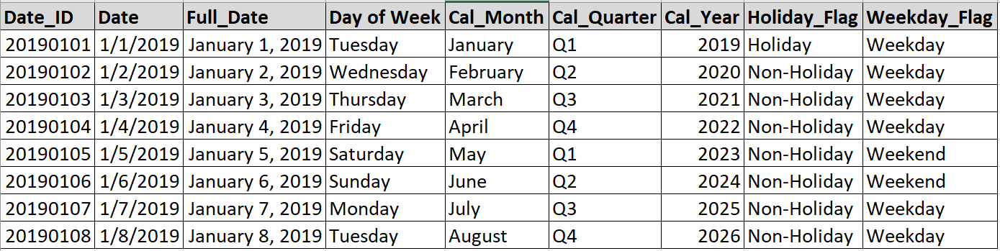 Date_ID Date Full_Date Day of Week Cal_Month Cal_Quarter Cal_Year Holiday_Flag Weekday_Flag
20190101 1/1/2019 January 1, 2019 Tuesday January Q1 2019 Holiday Weekday
20190102 1/2/2019 January 2, 2019 Wednesday February Q2 2020 Non-Holiday Weekday
20190103 1/3/2019 January 3, 2019 Thursday March Q3 2021 Non-Holiday Weekday
20190104 1/4/2019 January 4, 2019 Friday April Q4 2022 Non-Holiday Weekday
20190105 1/5/2019 January 5, 2019 Saturday May Q1 2023 Non-Holiday Weekend
20190106 1/6/2019 January 6, 2019 Sunday June Q2 2024 Non-Holiday Weekend
20190107 1/7/2019 January 7, 2019 Monday July Q3 2025 Non-Holiday Weekday
20190108 1/8/2019 January 8, 2019 Tuesday August Q4 2026 Non-Holiday Weekday